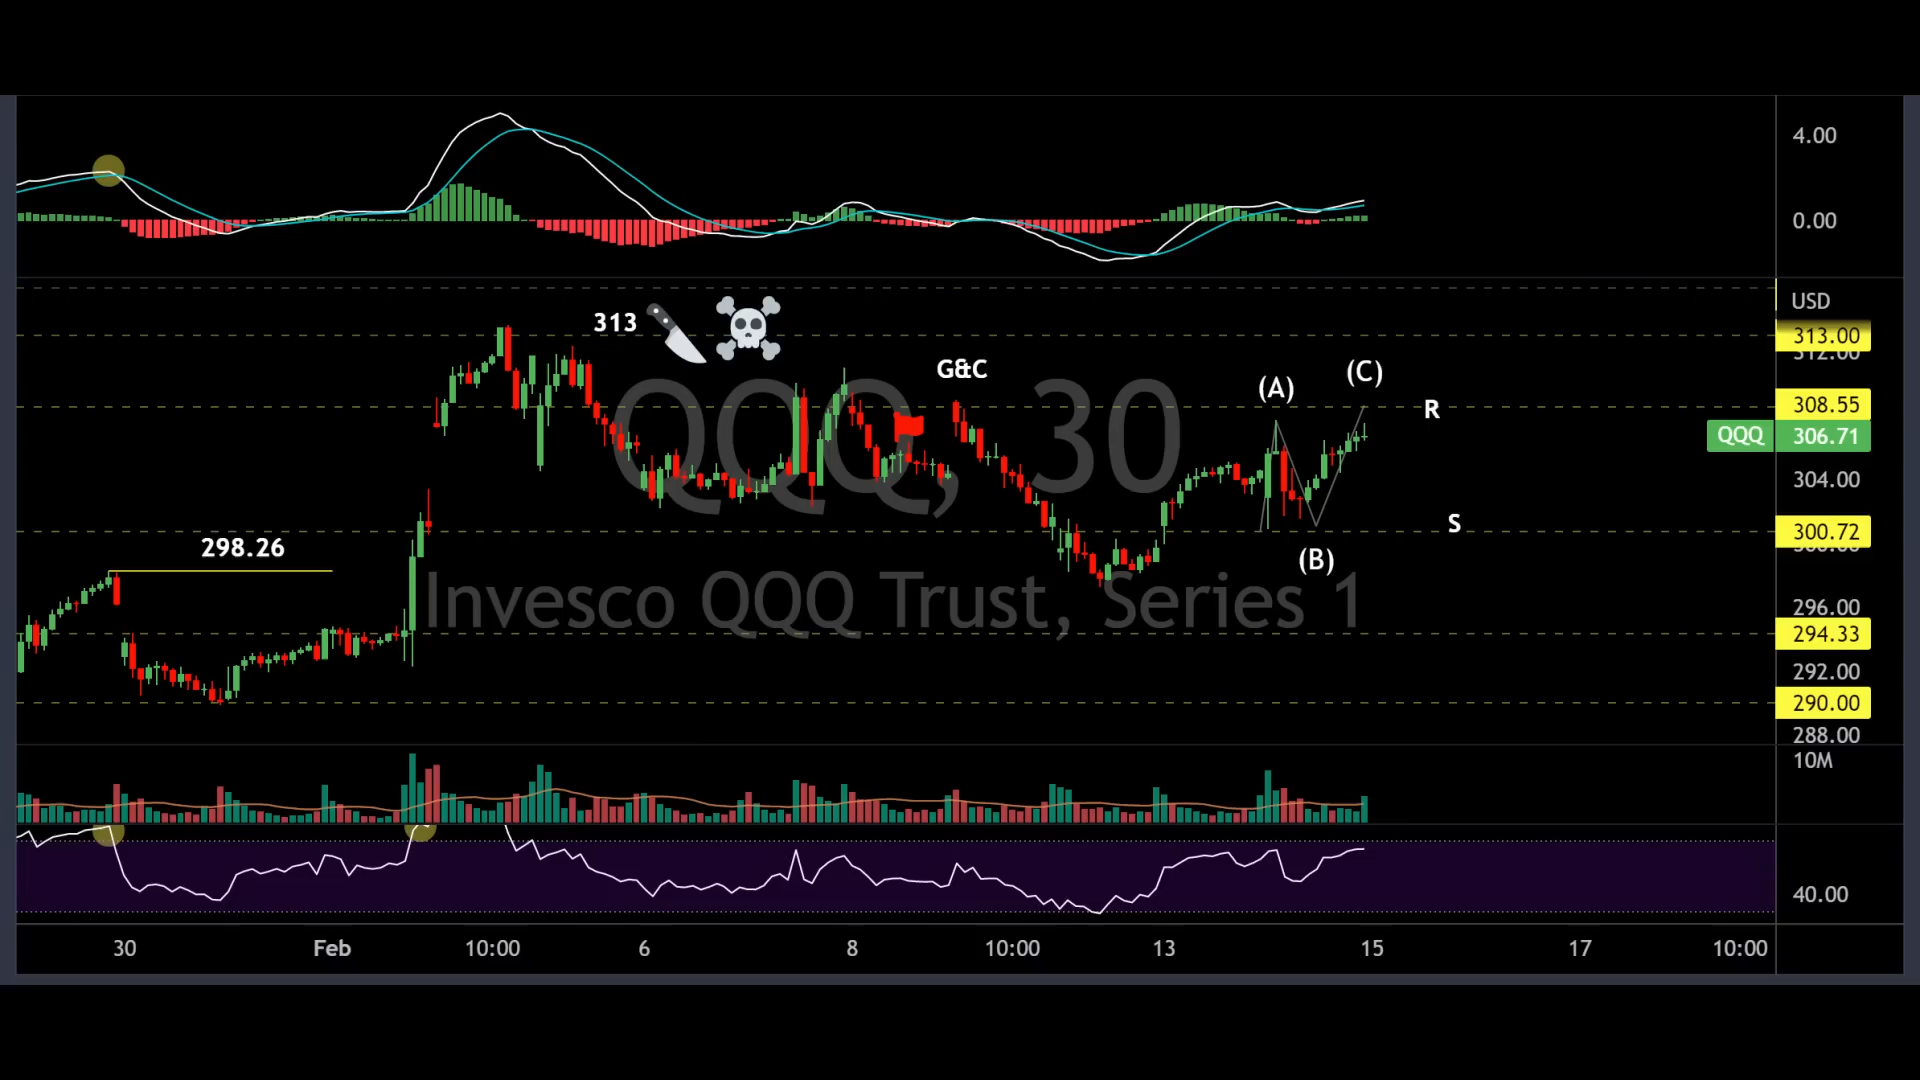 4.00
0.00
USD
313
313.00
312.00
G&C
(A)
(C)
R
308.55
QQQ 306.71
QQQ, 30
304.00
S
300.72
298.26
(B)
Invesco QQQ Trust, Series 1
296.00
294.33
292.00
290.00
288.00
10M
40.00
30 Feb 10:00 6 8 10:00 13 15 17 10:00